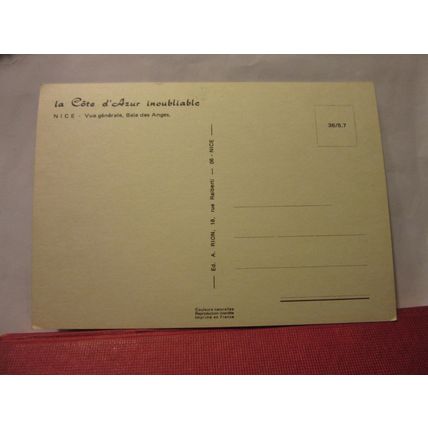 la Côte d'Azur inoubliable
NICE - Vue générale, Baie des Anges.
36/5.7
Ed. A. RION, 18, rue Raiberti — 06 - NICE
Couleurs naturelles
Reproduction interdite
Imprimé en France